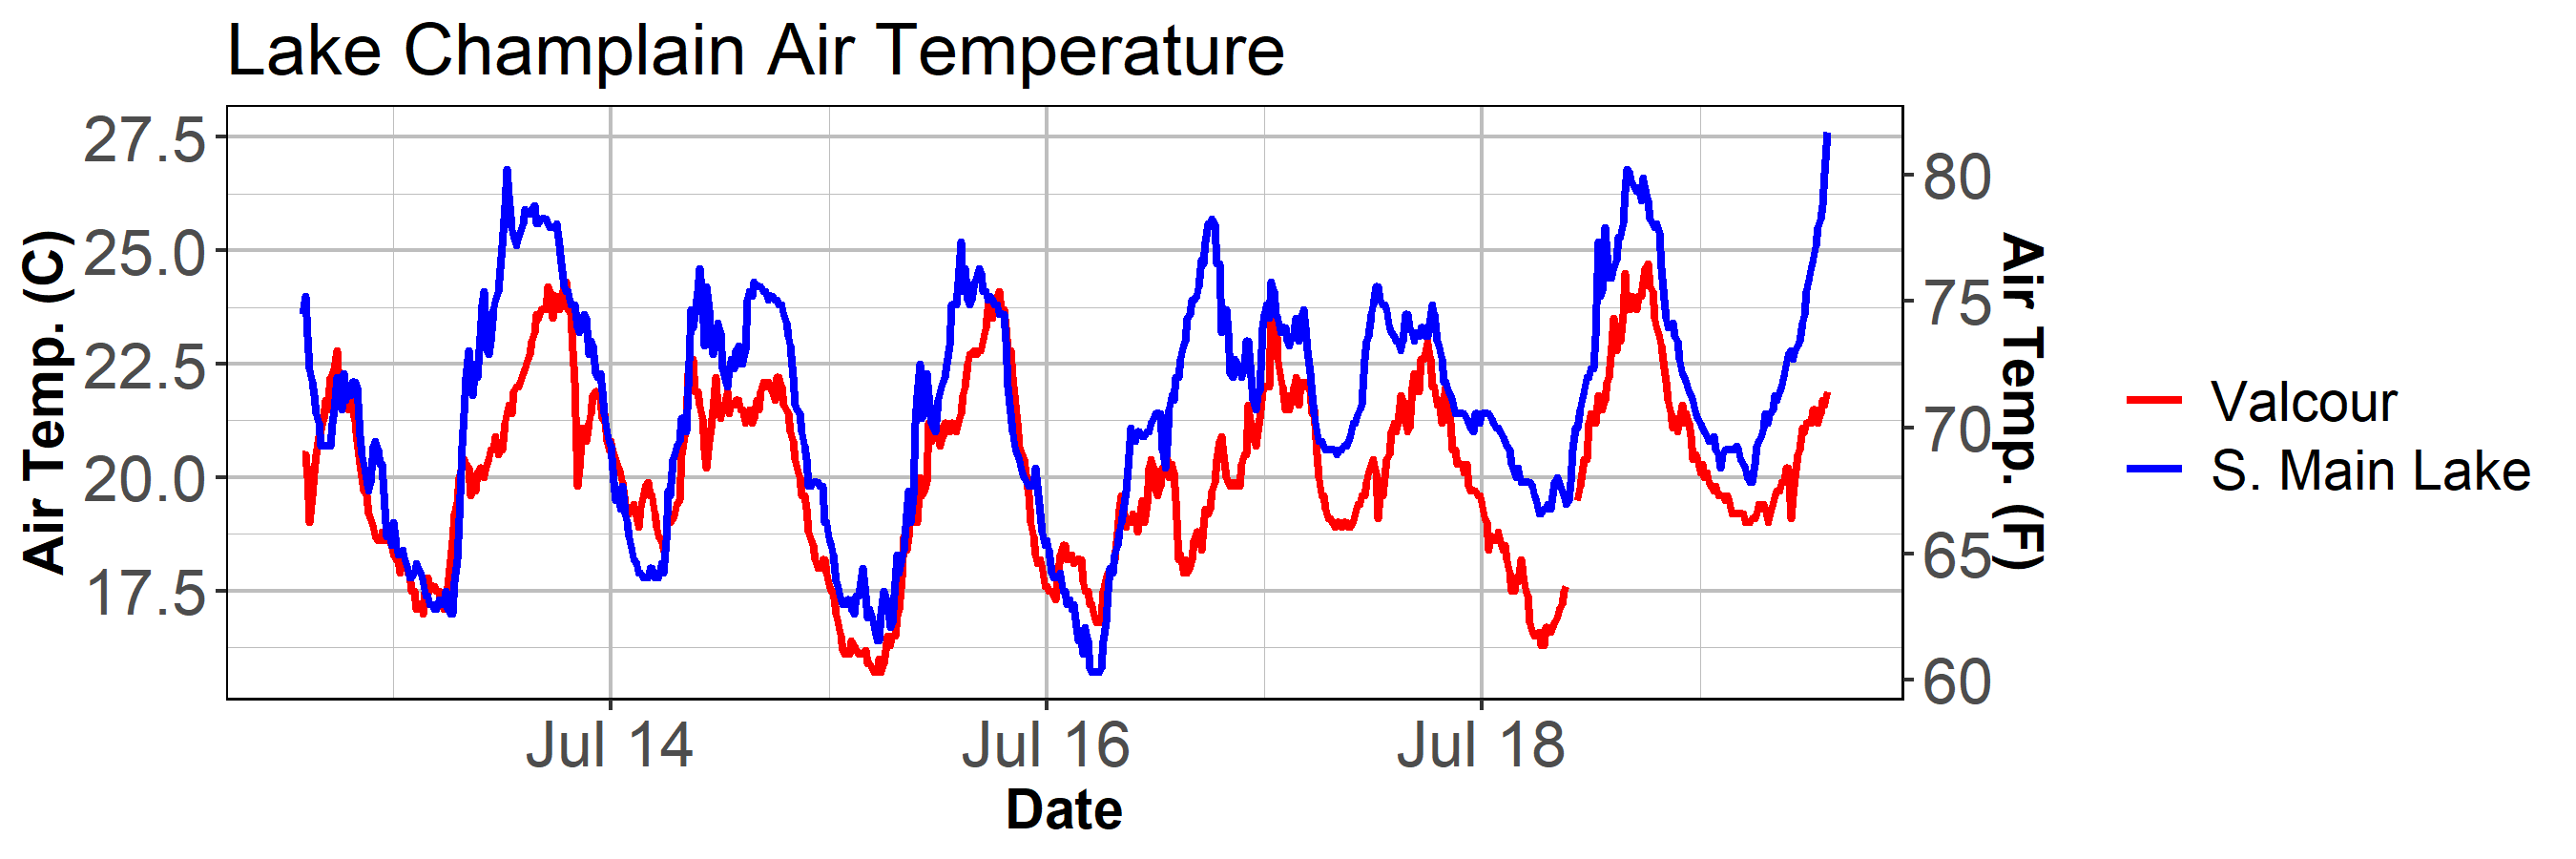 Lake Champlain Air Temperature
Air Temp. (C)
27.5
25.0
22.5
20.0
17.5
80
75
70
65
60
Air Temp. (F)
Jul 14
Jul 16
Jul 18
Date
Valcour
S. Main Lake